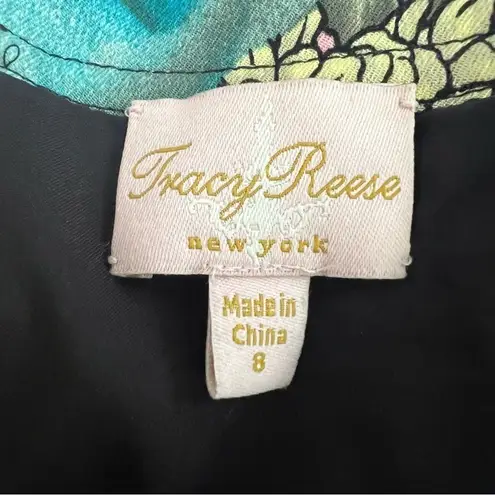 Tracy Reese
new york
Made in
China
8